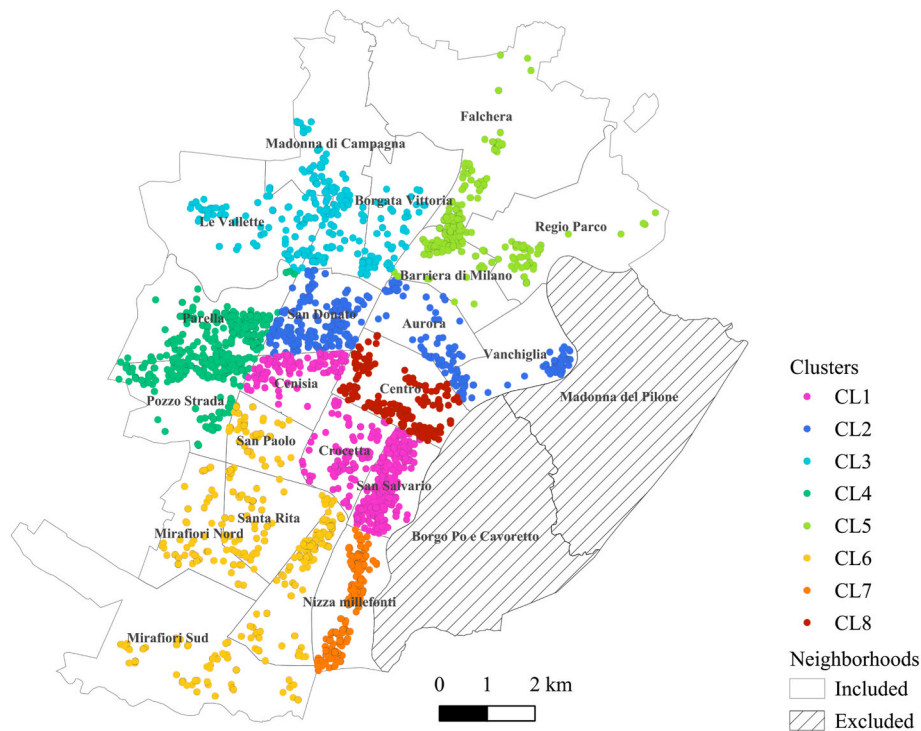 Falchera
Madonna di Campagna
Borgata Vittoria
Le Vallette
Regio Parco
Barriera di Milano
San Donato
Parella
Aurora
Vanchiglia
Cenisia
Centro
Madonna del Pilone
Pozzo Strada
San Paolo
Crocetta
San Salvario
Santa Rita
Mirafiori Nord
Borgo Po e Cavoretto
Nizza millefonti
Mirafiori Sud
0 1 2 km
Clusters
CL1
CL2
CL3
CL4
CL5
CL6
CL7
CL8
Neighborhoods
Included
Excluded